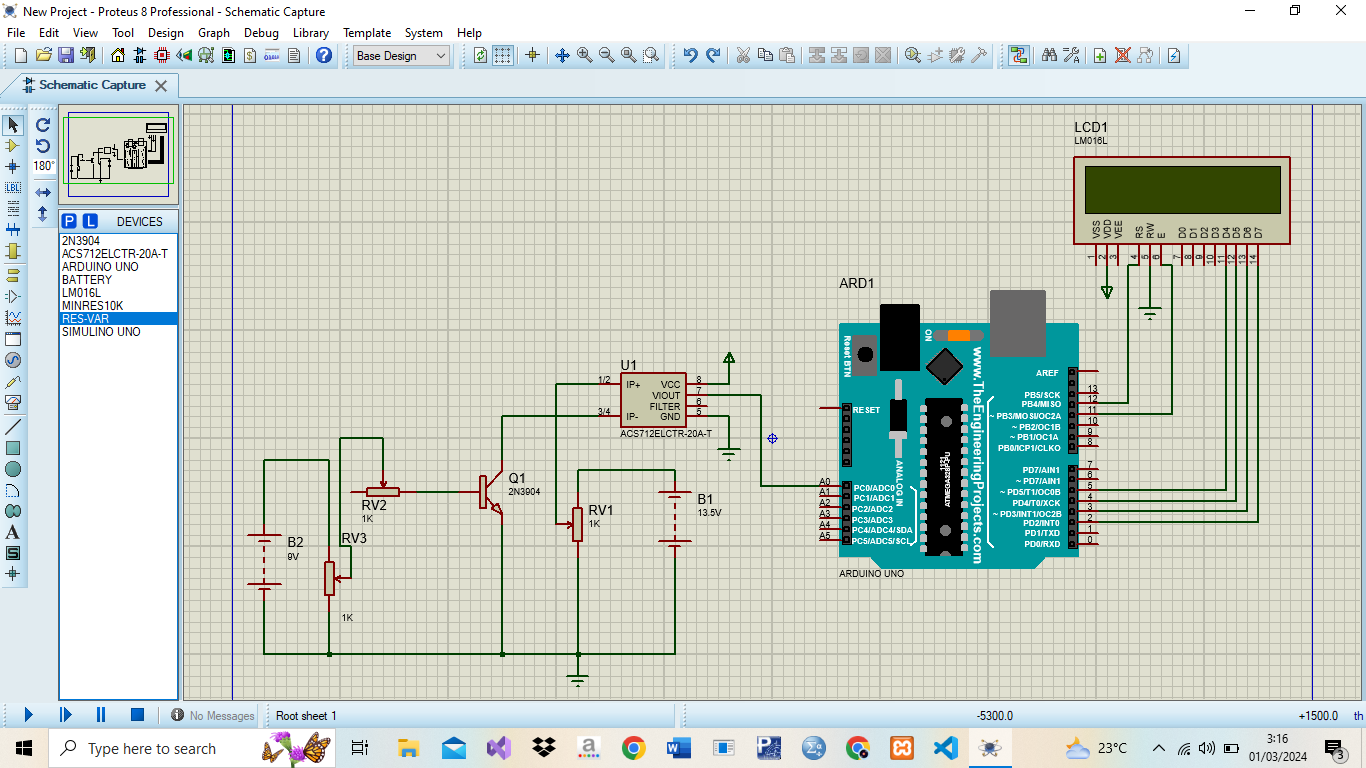 New Project - Proteus 8 Professional - Schematic Capture
File Edit View Tool Design Graph Debug Library Template System Help
Base Design
Schematic Capture
180°
LBL
P L DEVICES
2N3904
ACS712ELCTR-20A-T
ARDUINO UNO
BATTERY
LM016L
MINRES10K
RES-VAR
SIMULINO UNO
A
S
LCD1
LM016L
VSS VDD VEE RS RW E D0 D1 D2 D3 D4 D5 D6 D7
1 2 3 4 5 6 7 8 9 10 11 12 13 14
ARD1
Reset BTN
ON
www.TheEngineeringProjects.com
ANALOG IN
ATMEGA328P-PU
1121
RESET
AREF
PB5/SCK 13
PB4/MISO 12
~ PB3/MOSI/OC2A 11
~ PB2/OC1B 10
~ PB1/OC1A 9
PB0/ICP1/CLKO 8
PD7/AIN1 7
~ PD7/AIN1 6
~ PD5/T1/OC0B 5
PD4/T0/XCK 4
~ PD3/INT1/OC2B 3
PD2/INT0 2
PD1/TXD 1
PD0/RXD 0
A0 PC0/ADC0
A1 PC1/ADC1
A2 PC2/ADC2
A3 PC3/ADC3
A4 PC4/ADC4/SDA
A5 PC5/ADC5/SCL
ARDUINO UNO
U1
1/2 IP+ VCC 8
VIOUT 7
FILTER 6
3/4 IP- GND 5
ACS712ELCTR-20A-T
Q1
2N3904
RV2
1K
RV1
1K
B1
13.5V
B2
9V
RV3
1K
No Messages
Root sheet 1
-5300.0
+1500.0
th
Type here to search
23°C
3:16
01/03/2024
3